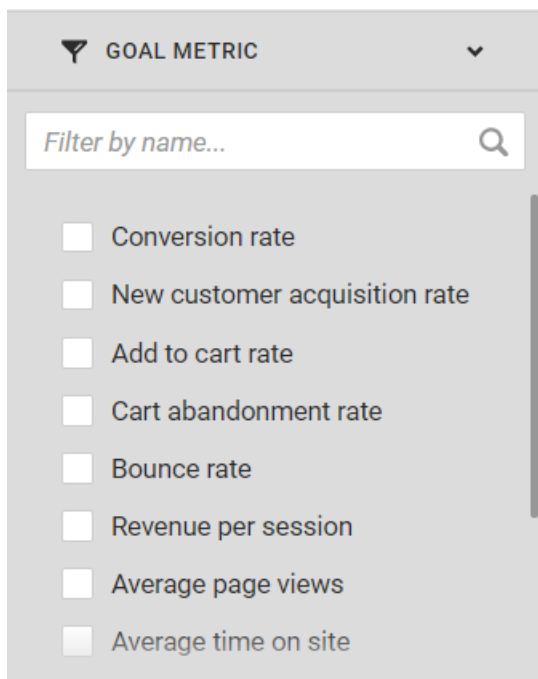 GOAL METRIC
Filter by name...
Conversion rate
New customer acquisition rate
Add to cart rate
Cart abandonment rate
Bounce rate
Revenue per session
Average page views
Average time on site